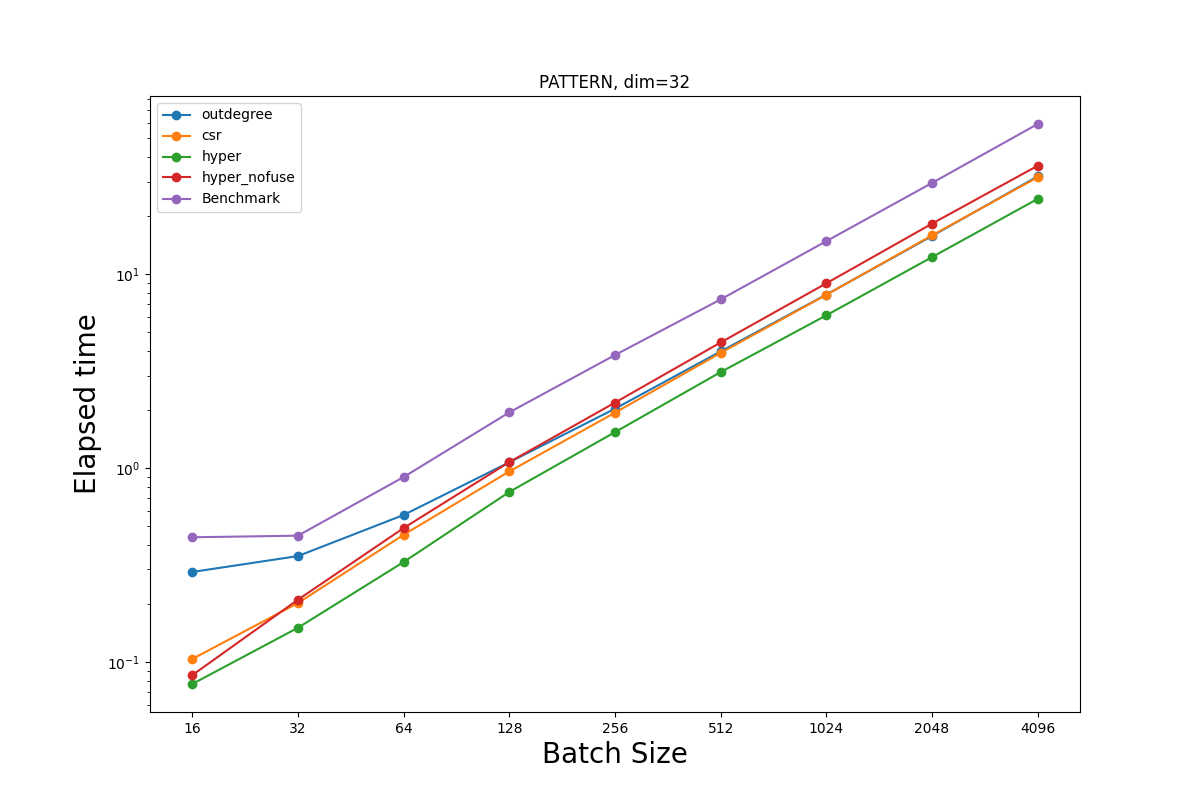 PATTERN, dim=32
outdegree
csr
hyper
hyper_nofuse
Benchmark
Elapsed time
10¹
10⁰
10⁻¹
16 32 64 128 256 512 1024 2048 4096
Batch Size